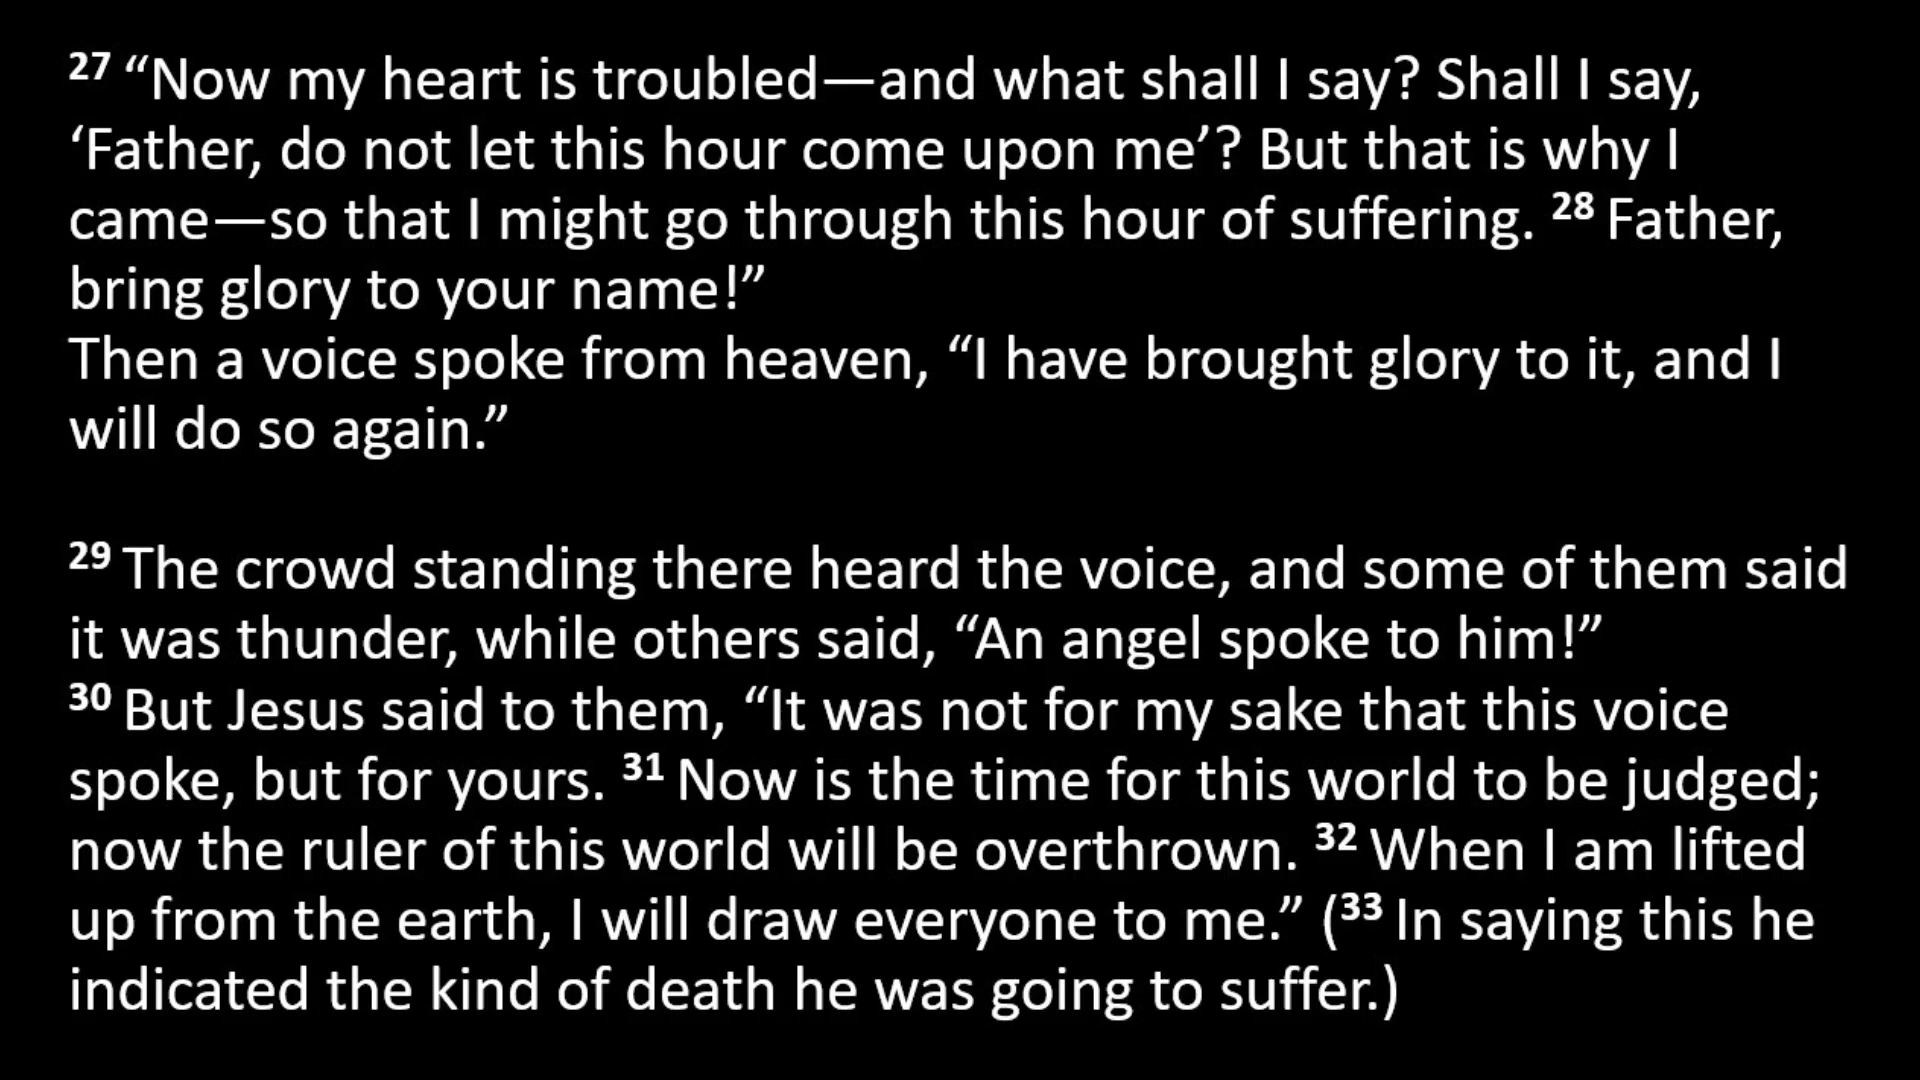 27 “Now my heart is troubled—and what shall I say? Shall I say,
‘Father, do not let this hour come upon me’? But that is why I
came—so that I might go through this hour of suffering. 28 Father,
bring glory to your name!”
Then a voice spoke from heaven, “I have brought glory to it, and I
will do so again.”
29 The crowd standing there heard the voice, and some of them said
it was thunder, while others said, “An angel spoke to him!”
30 But Jesus said to them, “It was not for my sake that this voice
spoke, but for yours. 31 Now is the time for this world to be judged;
now the ruler of this world will be overthrown. 32 When I am lifted
up from the earth, I will draw everyone to me.” (33 In saying this he
indicated the kind of death he was going to suffer.)